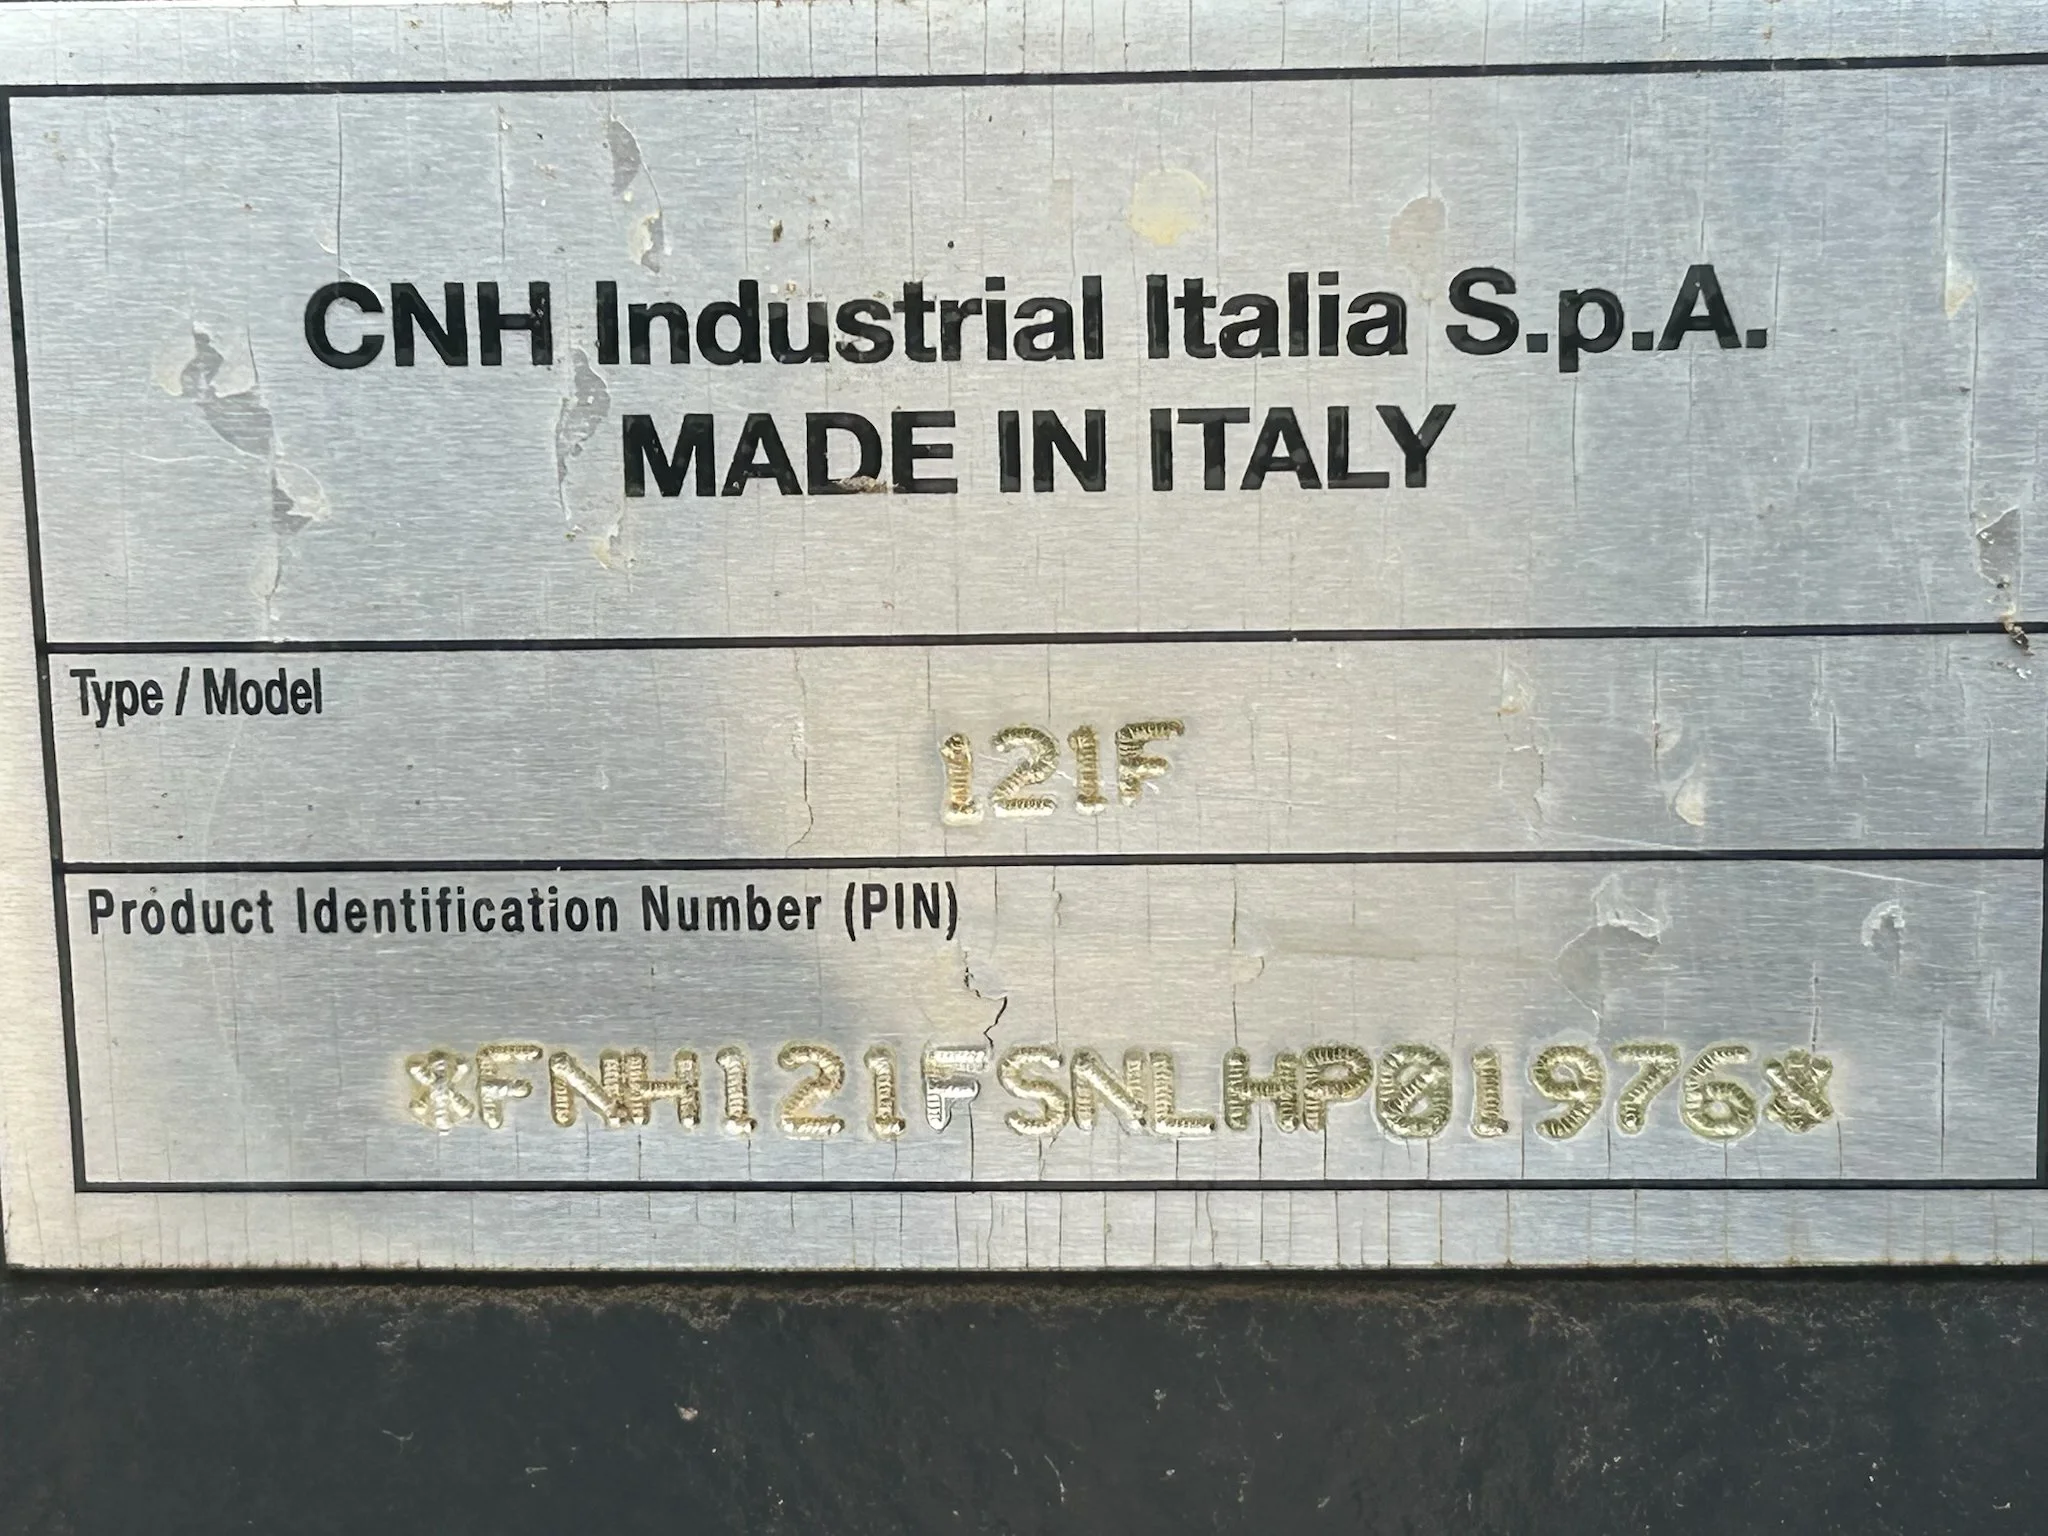 CNH Industrial Italia S.p.A.
MADE IN ITALY
Type / Model
121F
Product Identification Number (PIN)
*FNH121FSNLHP01976*